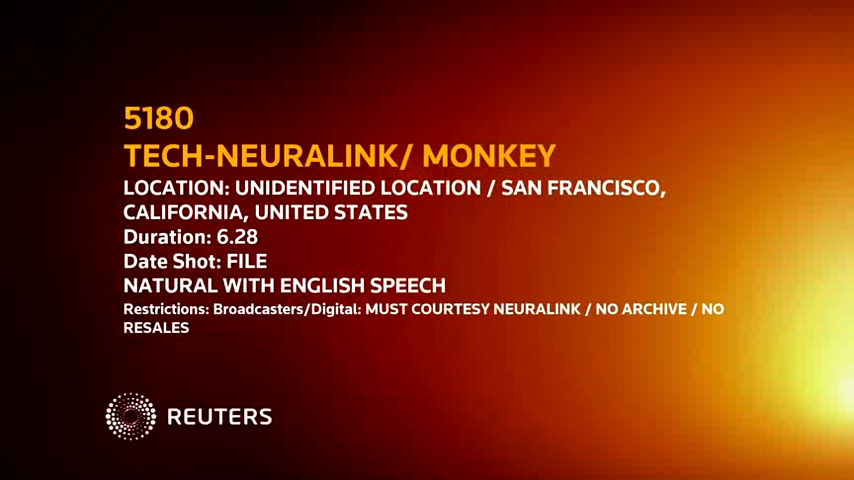 5180
TECH-NEURALINK/ MONKEY
LOCATION: UNIDENTIFIED LOCATION / SAN FRANCISCO,
CALIFORNIA, UNITED STATES
Duration: 6.28
Date Shot: FILE
NATURAL WITH ENGLISH SPEECH
Restrictions: Broadcasters/Digital: MUST COURTESY NEURALINK / NO ARCHIVE / NO
RESALES
REUTERS